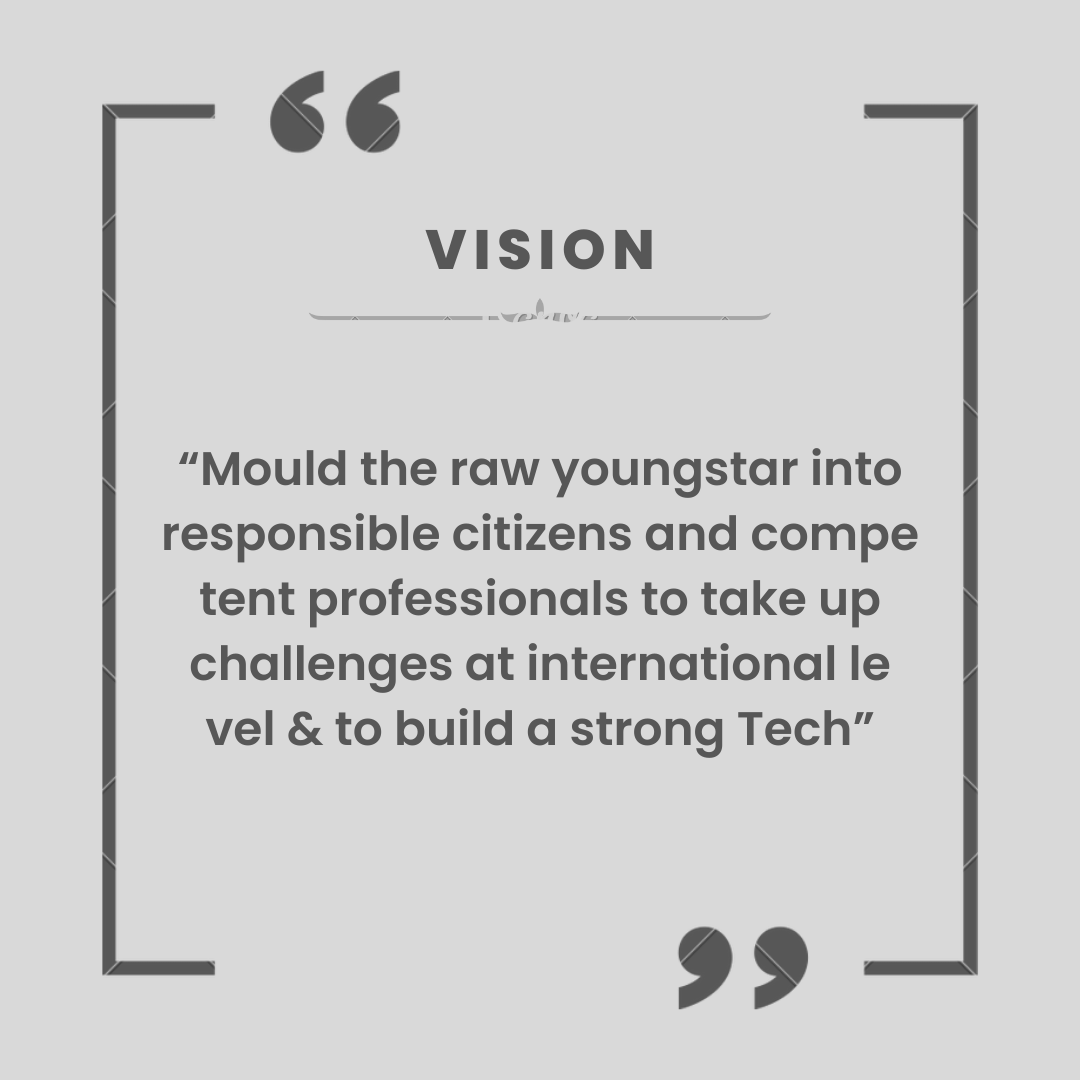 VISION
“Mould the raw youngstar into
responsible citizens and compe
tent professionals to take up
challenges at international le
vel & to build a strong Tech”